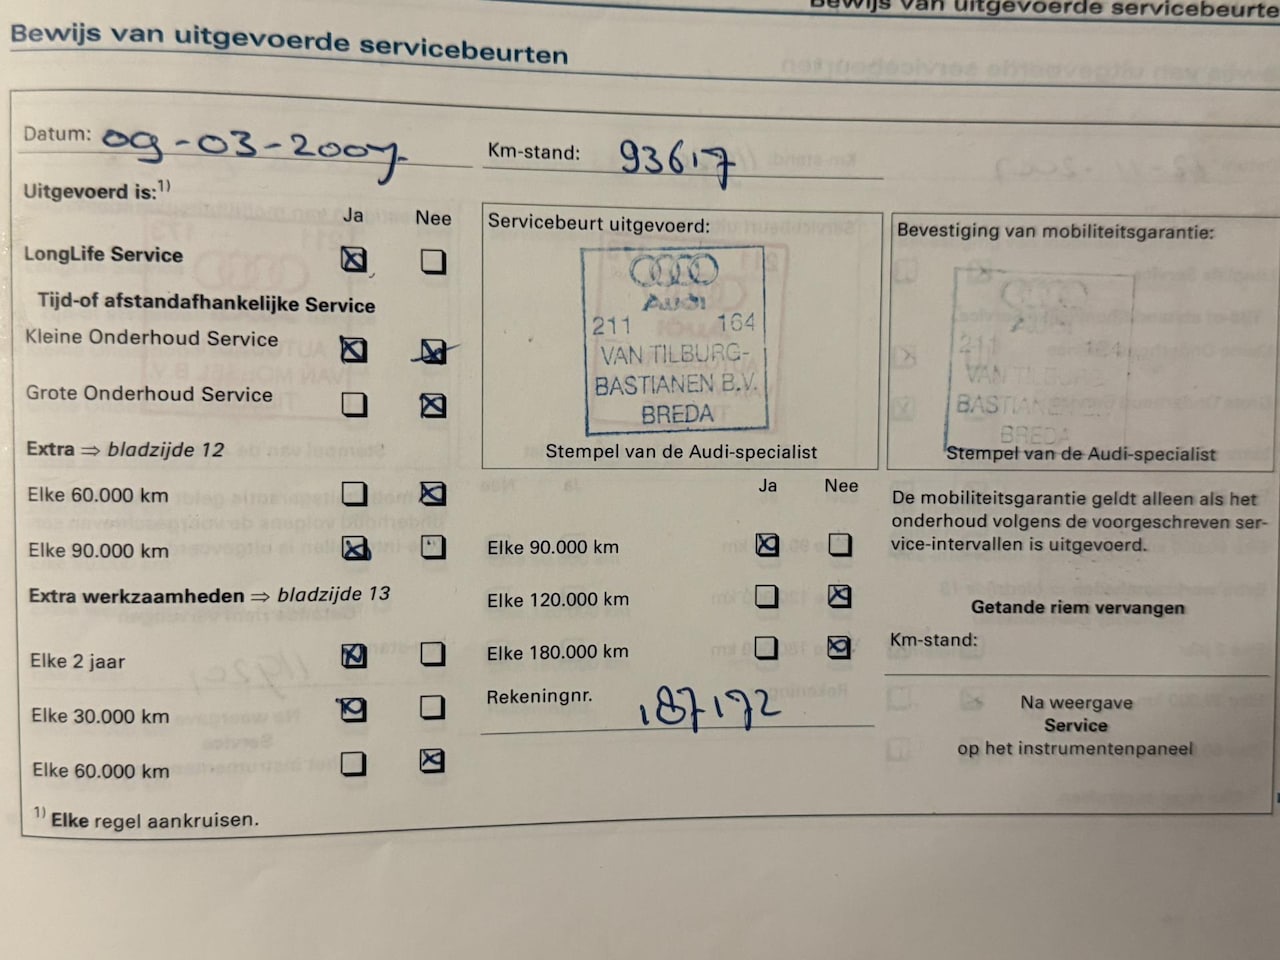 Bewijs van uitgevoerde servicebeurte
Bewijs van uitgevoerde servicebeurten
Datum: 09-03-2007
Km-stand: 93617
Uitgevoerd is:1)
Ja Nee
LongLife Service
Tijd-of afstandafhankelijke Service
Kleine Onderhoud Service
Grote Onderhoud Service
Extra ⇒ bladzijde 12
Elke 60.000 km
Elke 90.000 km
Extra werkzaamheden ⇒ bladzijde 13
Elke 2 jaar
Elke 30.000 km
Elke 60.000 km
1) Elke regel aankruisen.
Servicebeurt uitgevoerd:
Audi
211 164
VAN TILBURG-
BASTIANEN B.V.
BREDA
Stempel van de Audi-specialist
Ja Nee
Elke 90.000 km
Elke 120.000 km
Elke 180.000 km
Rekeningnr. 187172
Bevestiging van mobiliteitsgarantie:
211
VAN TILBURG
BASTIANEN
BREDA
Stempel van de Audi-specialist
De mobiliteitsgarantie geldt alleen als het
onderhoud volgens de voorgeschreven ser-
vice-intervallen is uitgevoerd.
Getande riem vervangen
Km-stand:
Na weergave
Service
op het instrumentenpaneel